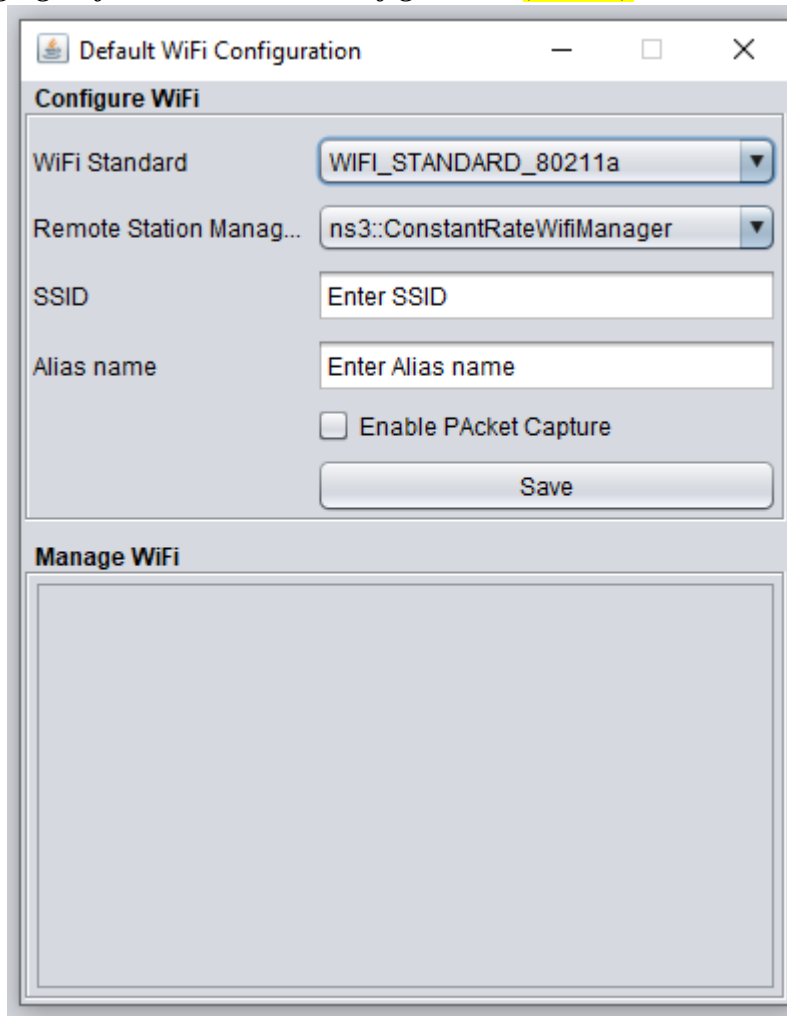 Default WiFi Configuration
Configure WiFi
WiFi Standard WIFI_STANDARD_80211a
Remote Station Manag... ns3::ConstantRateWifiManager
SSID Enter SSID
Alias name Enter Alias name
Enable PAcket Capture
Save
Manage WiFi